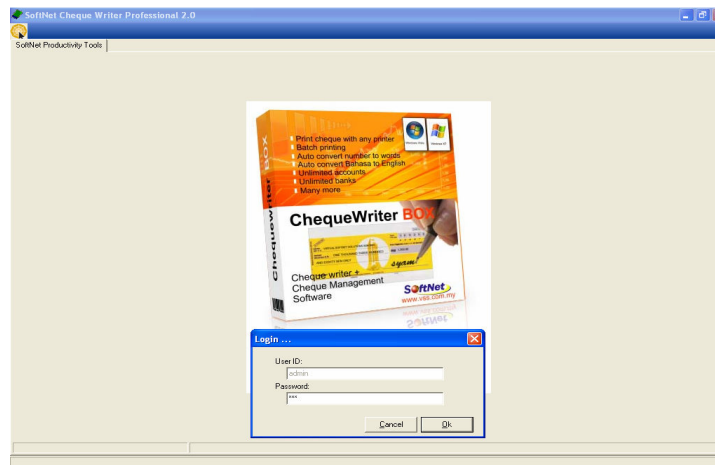 SoftNet Cheque Writer Professional 2.0
SoftNet Productivity Tools
Print cheque with any printer
Batch printing
Auto convert number to words
Auto convert Bahasa to English
Unlimited accounts
Unlimited banks
Many more
ChequeWriter BOX
ChequeWriter BOX
Cheque writer +
Cheque Management
Software
SoftNet
www.vss.com.my
Login ...
User ID:
admin
Password:
***
Cancel
Ok